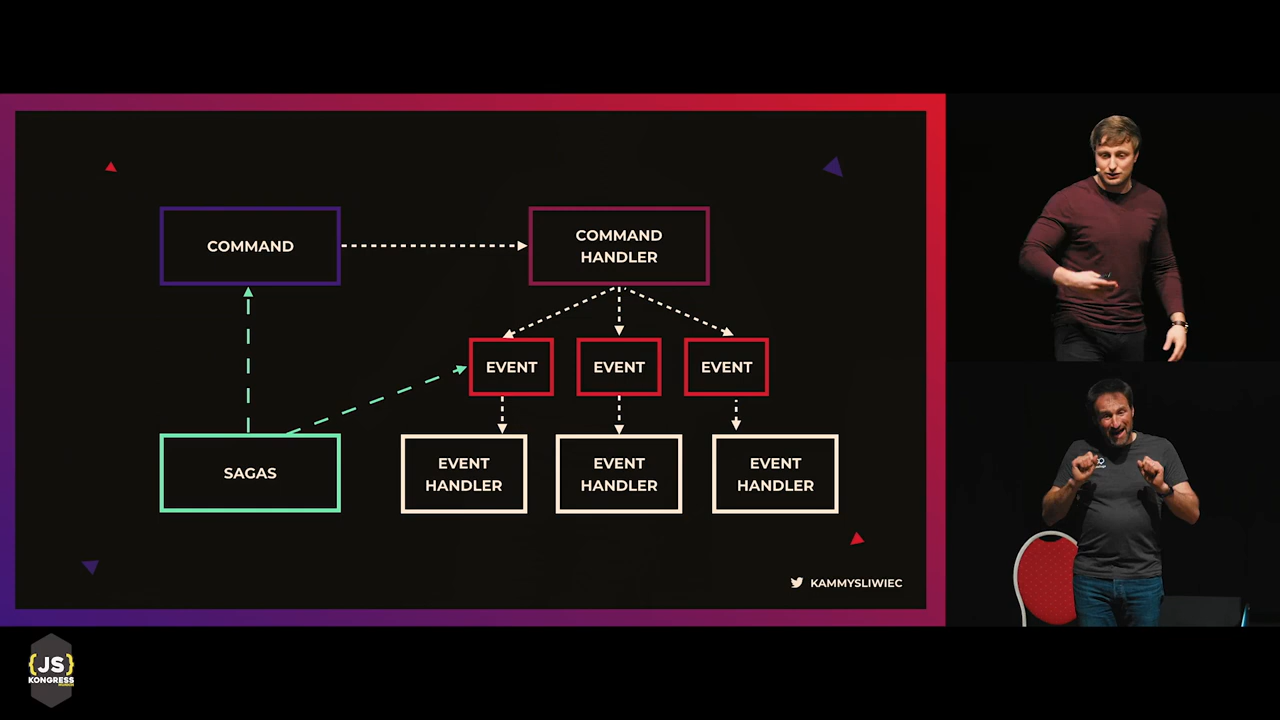 COMMAND
COMMAND
HANDLER
EVENT
EVENT
EVENT
SAGAS
EVENT
HANDLER
EVENT
HANDLER
EVENT
HANDLER
KAMMYSLIWIEC
{JS}
KONGRESS